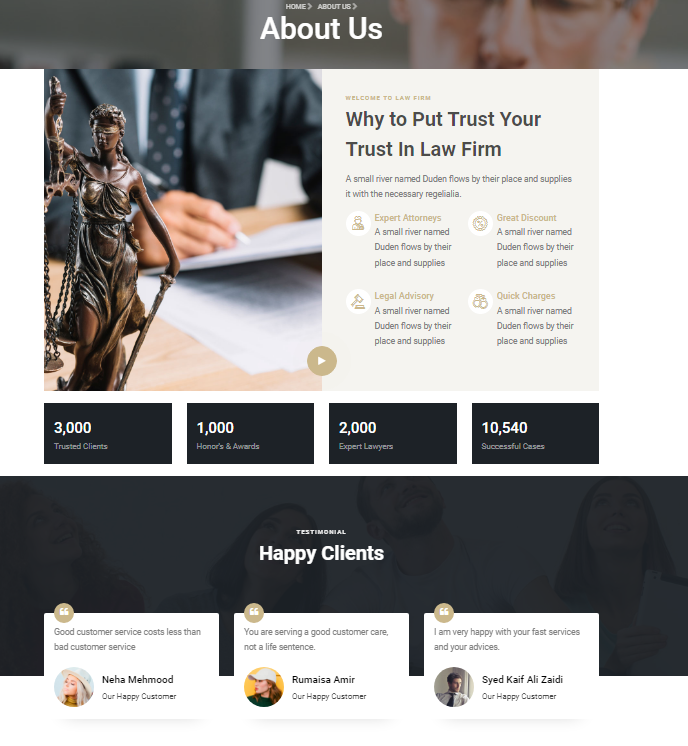 HOME ABOUT US
About Us
WELCOME TO LAW FIRM
Why to Put Trust Your
Trust In Law Firm
A small river named Duden flows by their place and supplies
it with the necessary regelialia.
Expert Attorneys
A small river named
Duden flows by their
place and supplies
Great Discount
A small river named
Duden flows by their
place and supplies
Legal Advisory
A small river named
Duden flows by their
place and supplies
Quick Charges
A small river named
Duden flows by their
place and supplies
3,000
Trusted Clients
1,000
Honor's & Awards
2,000
Expert Lawyers
10,540
Successful Cases
TESTIMONIAL
Happy Clients
Good customer service costs less than
bad customer service
Neha Mehmood
Our Happy Customer
You are serving a good customer care,
not a life sentence.
Rumaisa Amir
Our Happy Customer
I am very happy with your fast services
and your advices.
Syed Kaif Ali Zaidi
Our Happy Customer